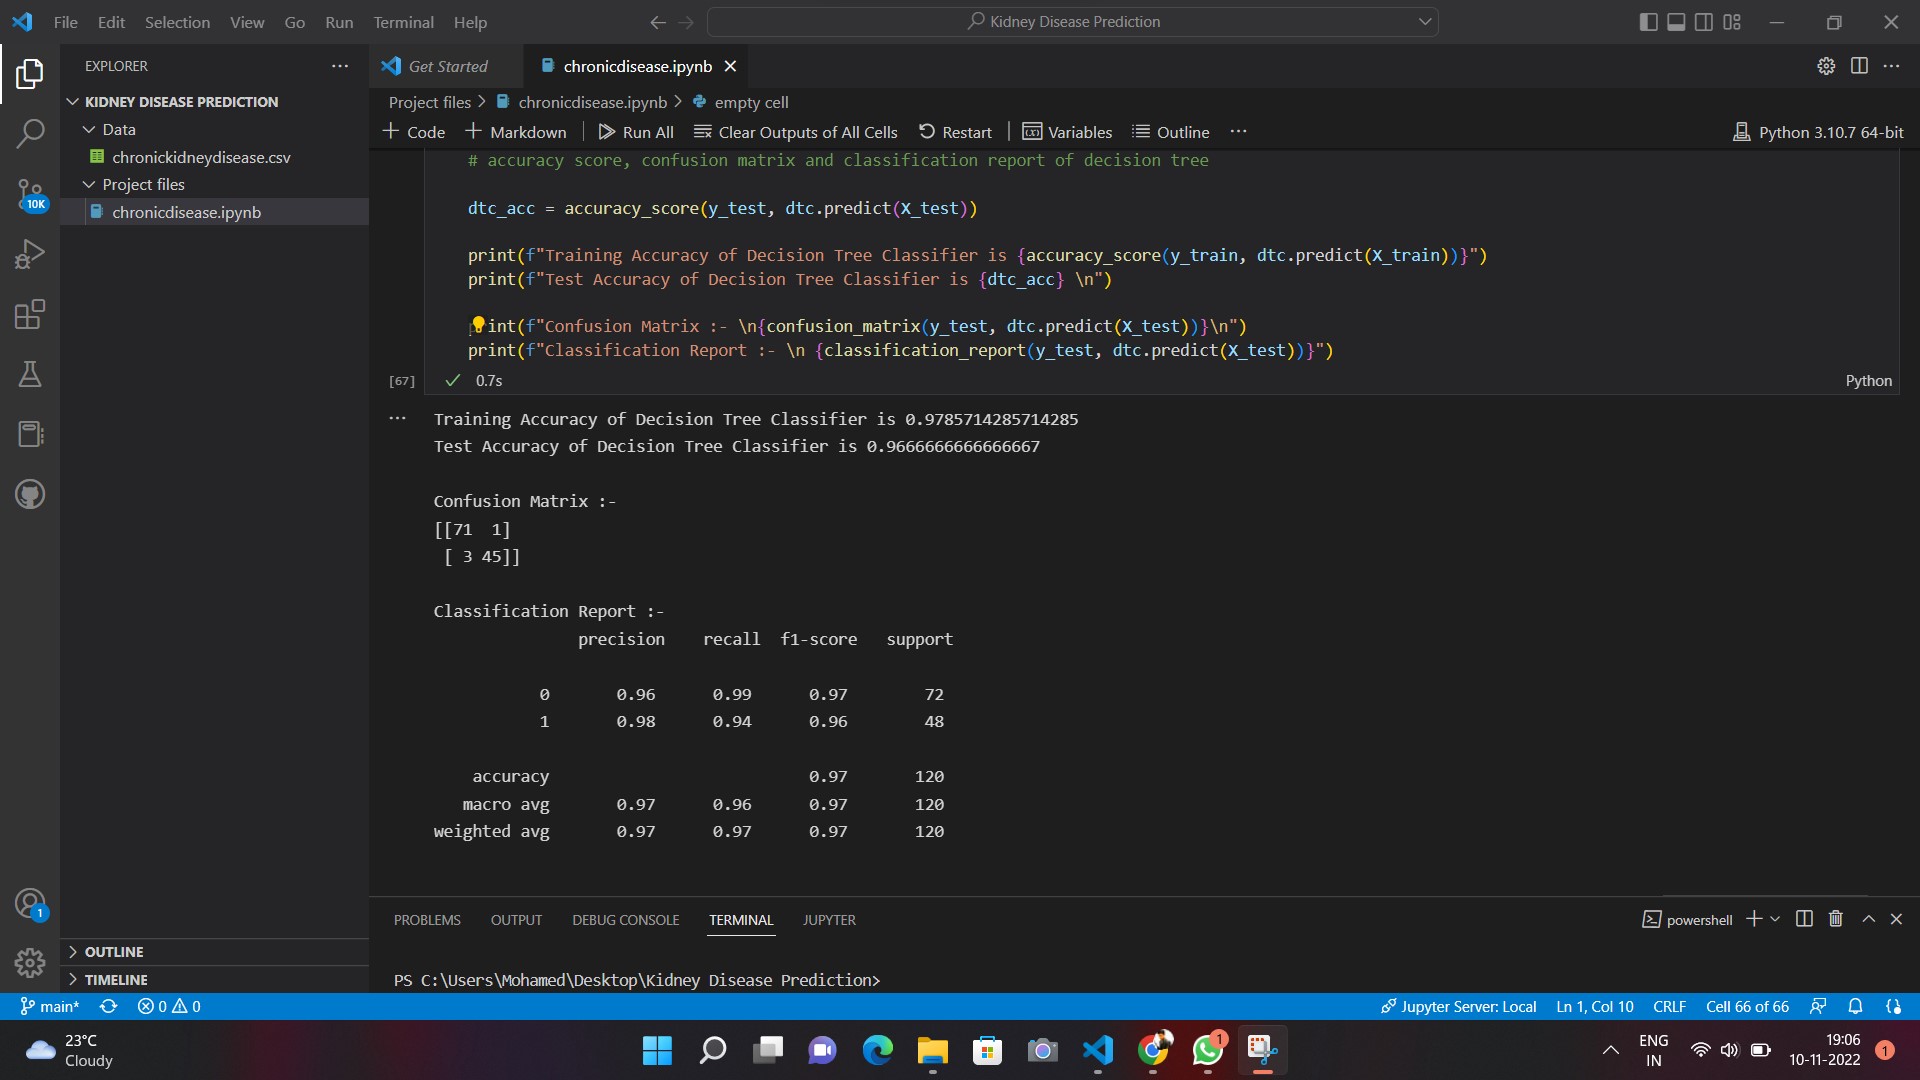 File Edit Selection View Go Run Terminal Help
Kidney Disease Prediction
EXPLORER
Get Started
chronicdisease.ipynb
KIDNEY DISEASE PREDICTION
Data
chronickidneydisease.csv
Project files
chronicdisease.ipynb
10K
1
OUTLINE
TIMELINE
Project files > chronicdisease.ipynb > empty cell
+ Code + Markdown Run All Clear Outputs of All Cells Restart Variables Outline ...
Python 3.10.7 64-bit
# accuracy score, confusion matrix and classification report of decision tree
dtc_acc = accuracy_score(y_test, dtc.predict(X_test))
print(f"Training Accuracy of Decision Tree Classifier is {accuracy_score(y_train, dtc.predict(X_train))}")
print(f"Test Accuracy of Decision Tree Classifier is {dtc_acc} \n")
print(f"Confusion Matrix :- \n{confusion_matrix(y_test, dtc.predict(X_test))}\n")
print(f"Classification Report :- \n {classification_report(y_test, dtc.predict(X_test))}")
[67] 0.7s
Python
Training Accuracy of Decision Tree Classifier is 0.9785714285714285
Test Accuracy of Decision Tree Classifier is 0.9666666666666667
Confusion Matrix :-
[[71  1]
[ 3 45]]
Classification Report :-
precision recall f1-score support
0 0.96 0.99 0.97 72
1 0.98 0.94 0.96 48
accuracy 0.97 120
macro avg 0.97 0.96 0.97 120
weighted avg 0.97 0.97 0.97 120
PROBLEMS OUTPUT DEBUG CONSOLE TERMINAL JUPYTER
powershell
PS C:\Users\Mohamed\Desktop\Kidney Disease Prediction>
main* 0 0
Jupyter Server: Local Ln 1, Col 10 CRLF Cell 66 of 66
23°C
Cloudy
1
ENG
IN
19:06
10-11-2022
1